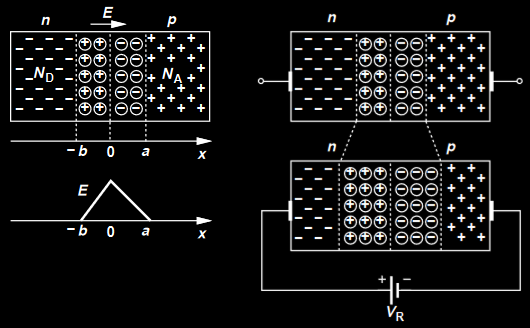 n E p
N_D N_A
−b 0 a x
E
−b 0 a x
n p
n p
+ −
V_R